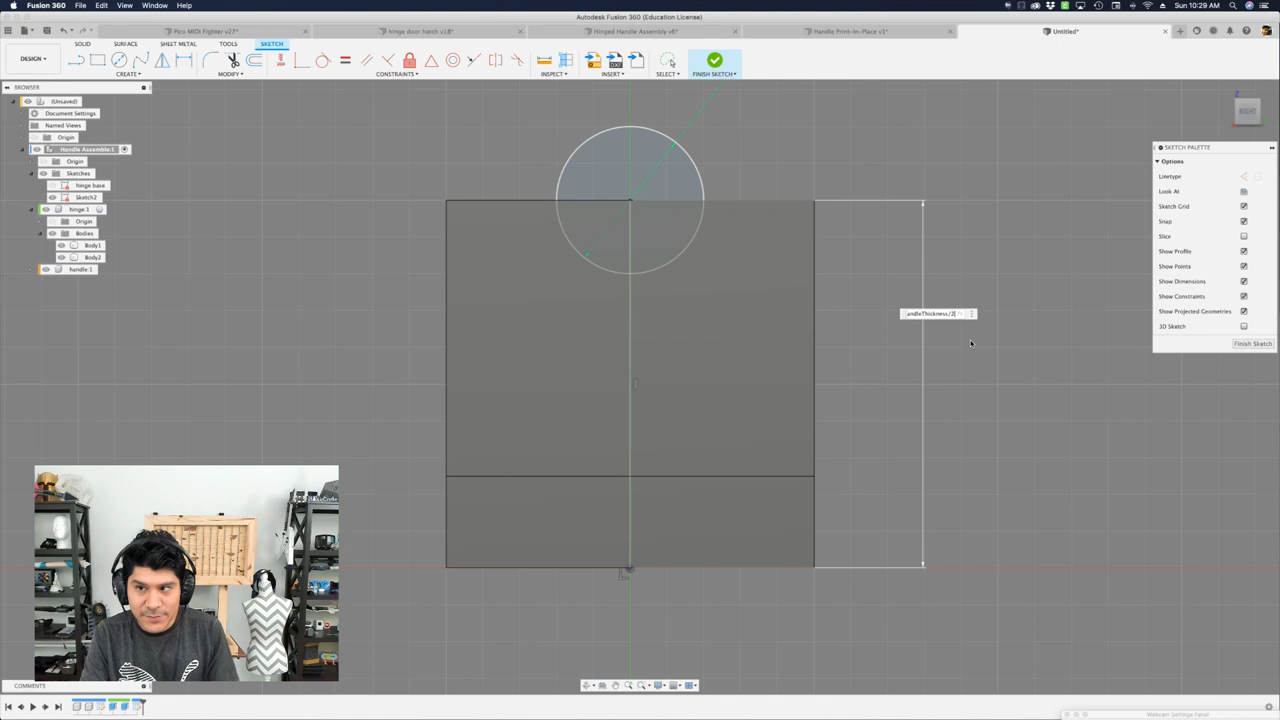 Fusion 360 File Edit View Window Help
Sun 10:29 AM
Autodesk Fusion 360 (Education License)
Pico MIDI Fighter v27*
hinge door hatch v18*
Hinged Handle Assembly v6*
Handle Print-in-Place v1*
Untitled*
SOLID SURFACE SHEET METAL TOOLS SKETCH
DESIGN
CREATE MODIFY CONSTRAINTS INSPECT INSERT SELECT FINISH SKETCH
BROWSER
(Unsaved)
Document Settings
Named Views
Origin
Handle Assemble:1
Origin
Sketches
hinge base
Sketch2
hinge:1
Origin
Bodies
Body1
Body2
handle:1
Z
RIGHT
SKETCH PALETTE
Options
Linetype
Look At
Sketch Grid
Snap
Slice
Show Profile
Show Points
Show Dimensions
Show Constraints
Show Projected Geometries
3D Sketch
Finish Sketch
andleThickness/2
COMMENTS
Webcam Settings Panel